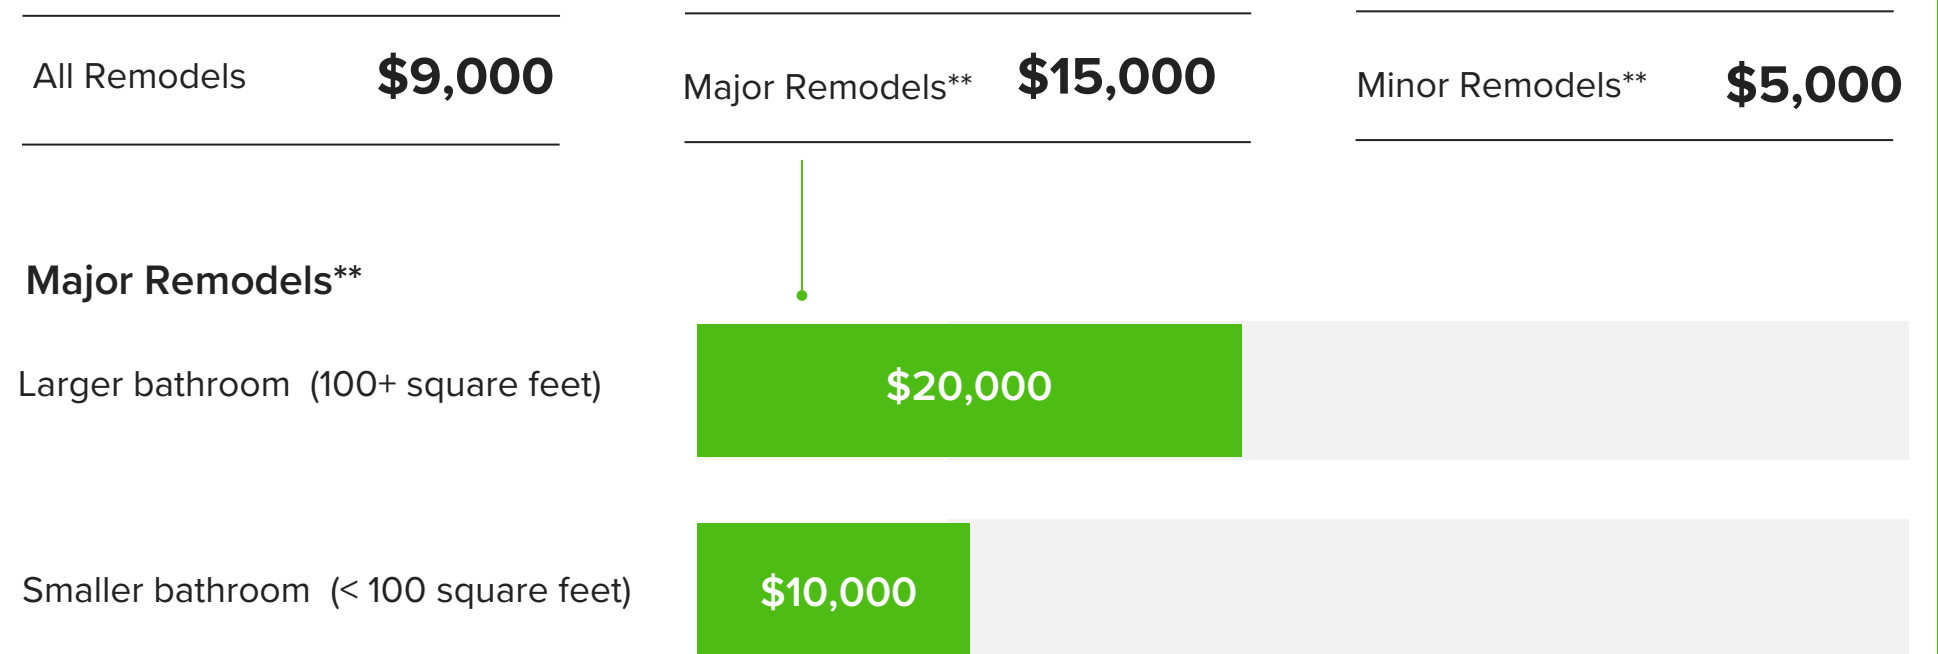 All Remodels $9,000
Major Remodels** $15,000
Minor Remodels** $5,000
Major Remodels**
Larger bathroom (100+ square feet) $20,000
Smaller bathroom (< 100 square feet) $10,000